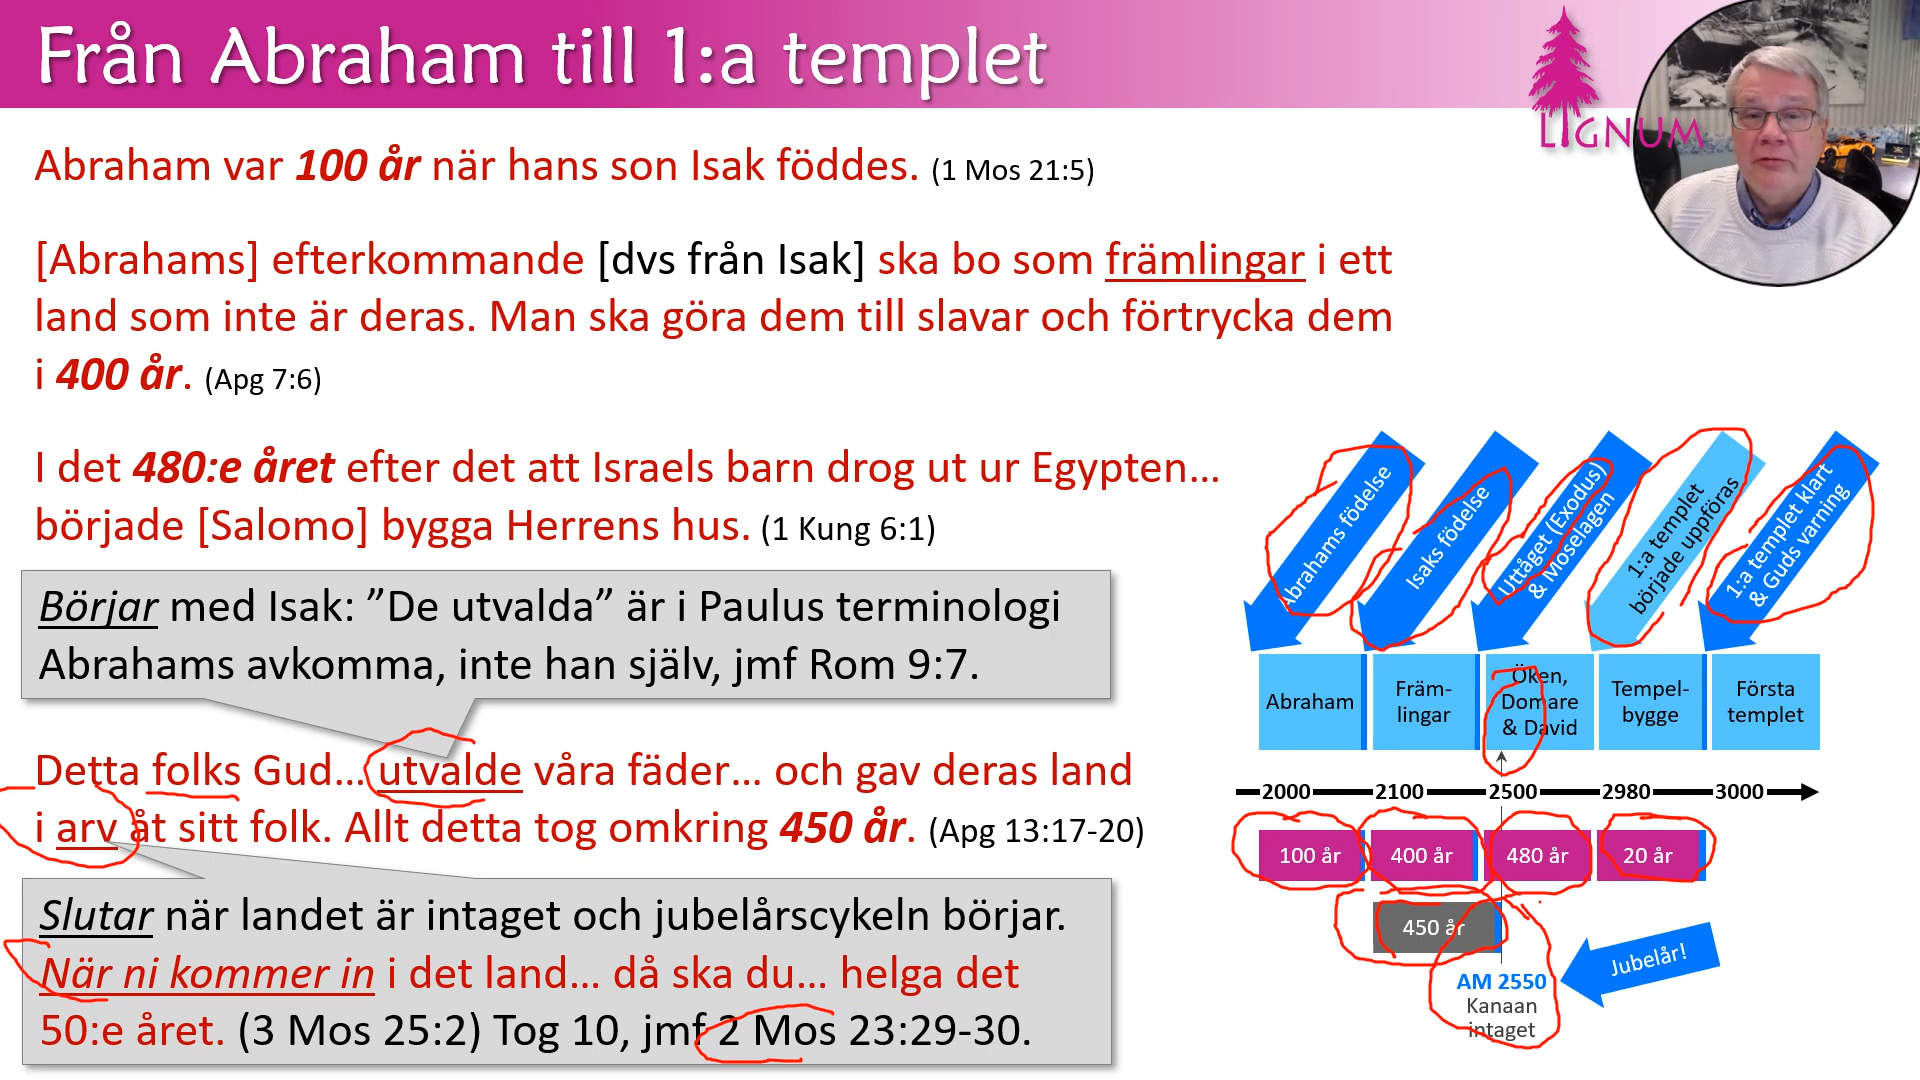 Från Abraham till 1:a templet
LIGNUM
Abraham var 100 år när hans son Isak föddes. (1 Mos 21:5)
[Abrahams] efterkommande [dvs från Isak] ska bo som främlingar i ett
land som inte är deras. Man ska göra dem till slavar och förtrycka dem
i 400 år. (Apg 7:6)
I det 480:e året efter det att Israels barn drog ut ur Egypten...
började [Salomo] bygga Herrens hus. (1 Kung 6:1)
Börjar med Isak: ”De utvalda” är i Paulus terminologi
Abrahams avkomma, inte han själv, jmf Rom 9:7.
Detta folks Gud... utvalde våra fäder... och gav deras land
i arv åt sitt folk. Allt detta tog omkring 450 år. (Apg 13:17-20)
Slutar när landet är intaget och jubelårscykeln börjar.
När ni kommer in i det land... då ska du... helga det
50:e året. (3 Mos 25:2) Tog 10, jmf 2 Mos 23:29-30.
Abrahams födelse
Isaks födelse
Uttåget (Exodus)
& Moselagen
1:a templet
började uppföras
1:a templet klart
& Guds varning
Abraham
Främ-
lingar
Öken,
Domare
& David
Tempel-
bygge
Första
templet
2000 2100 2500 2980 3000
100 år 400 år 480 år 20 år
450 år
Jubelår!
AM 2550
Kanaan
intaget